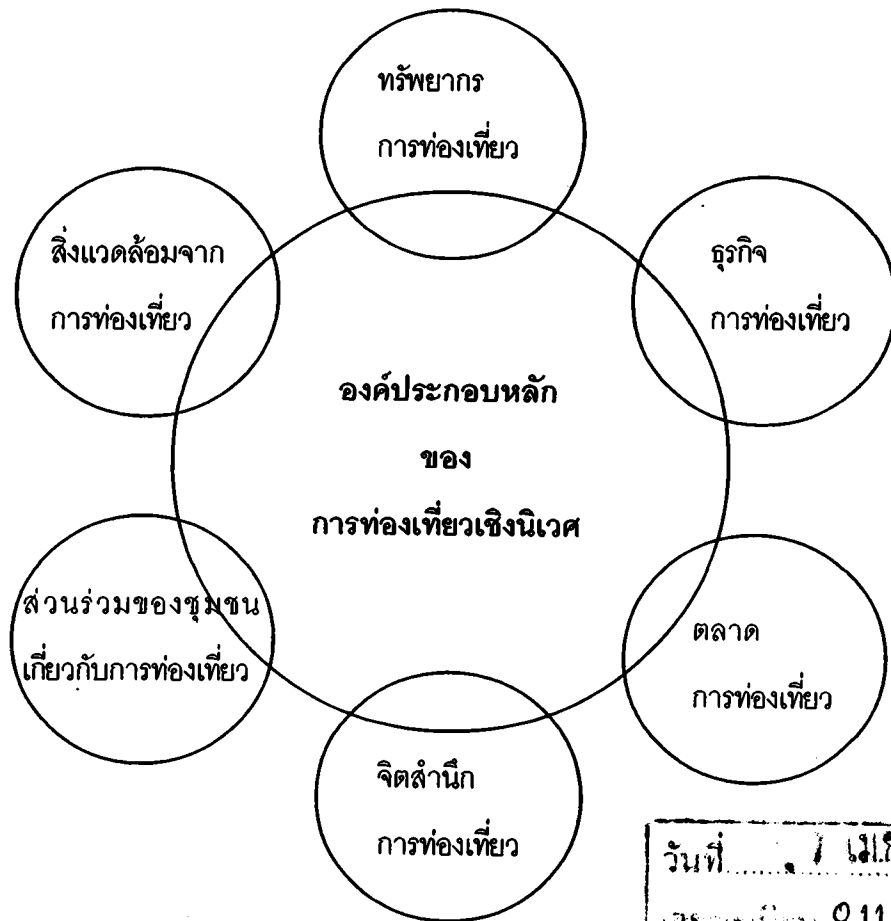 ทรัพยากร
การท่องเที่ยว
สิ่งแวดล้อมจาก
การท่องเที่ยว
ธุรกิจ
การท่องเที่ยว
องค์ประกอบหลัก
ของ
การท่องเที่ยวเชิงนิเวศ
ส่วนร่วมของชุมชน
เกี่ยวกับการท่องเที่ยว
ตลาด
การท่องเที่ยว
จิตสำนึก
การท่องเที่ยว
วันที่